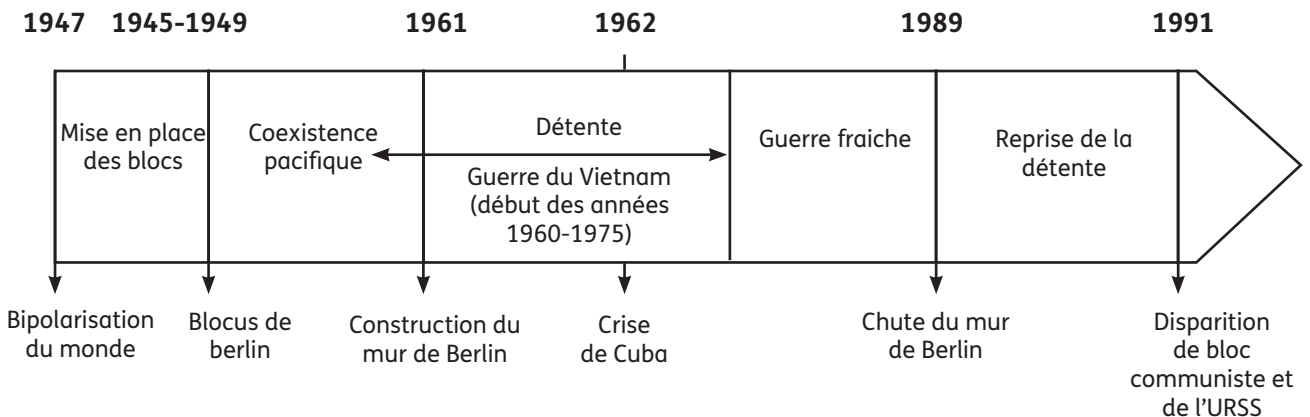 1947 1945-1949 1961 1962 1989 1991
Mise en place
des blocs
Coexistence
pacifique
Détente
Guerre du Vietnam
(début des années
1960-1975)
Guerre fraiche
Reprise de la
détente
Bipolarisation
du monde
Blocus de
berlin
Construction du
mur de Berlin
Crise
de Cuba
Chute du mur
de Berlin
Disparition
de bloc
communiste et
de l'URSS